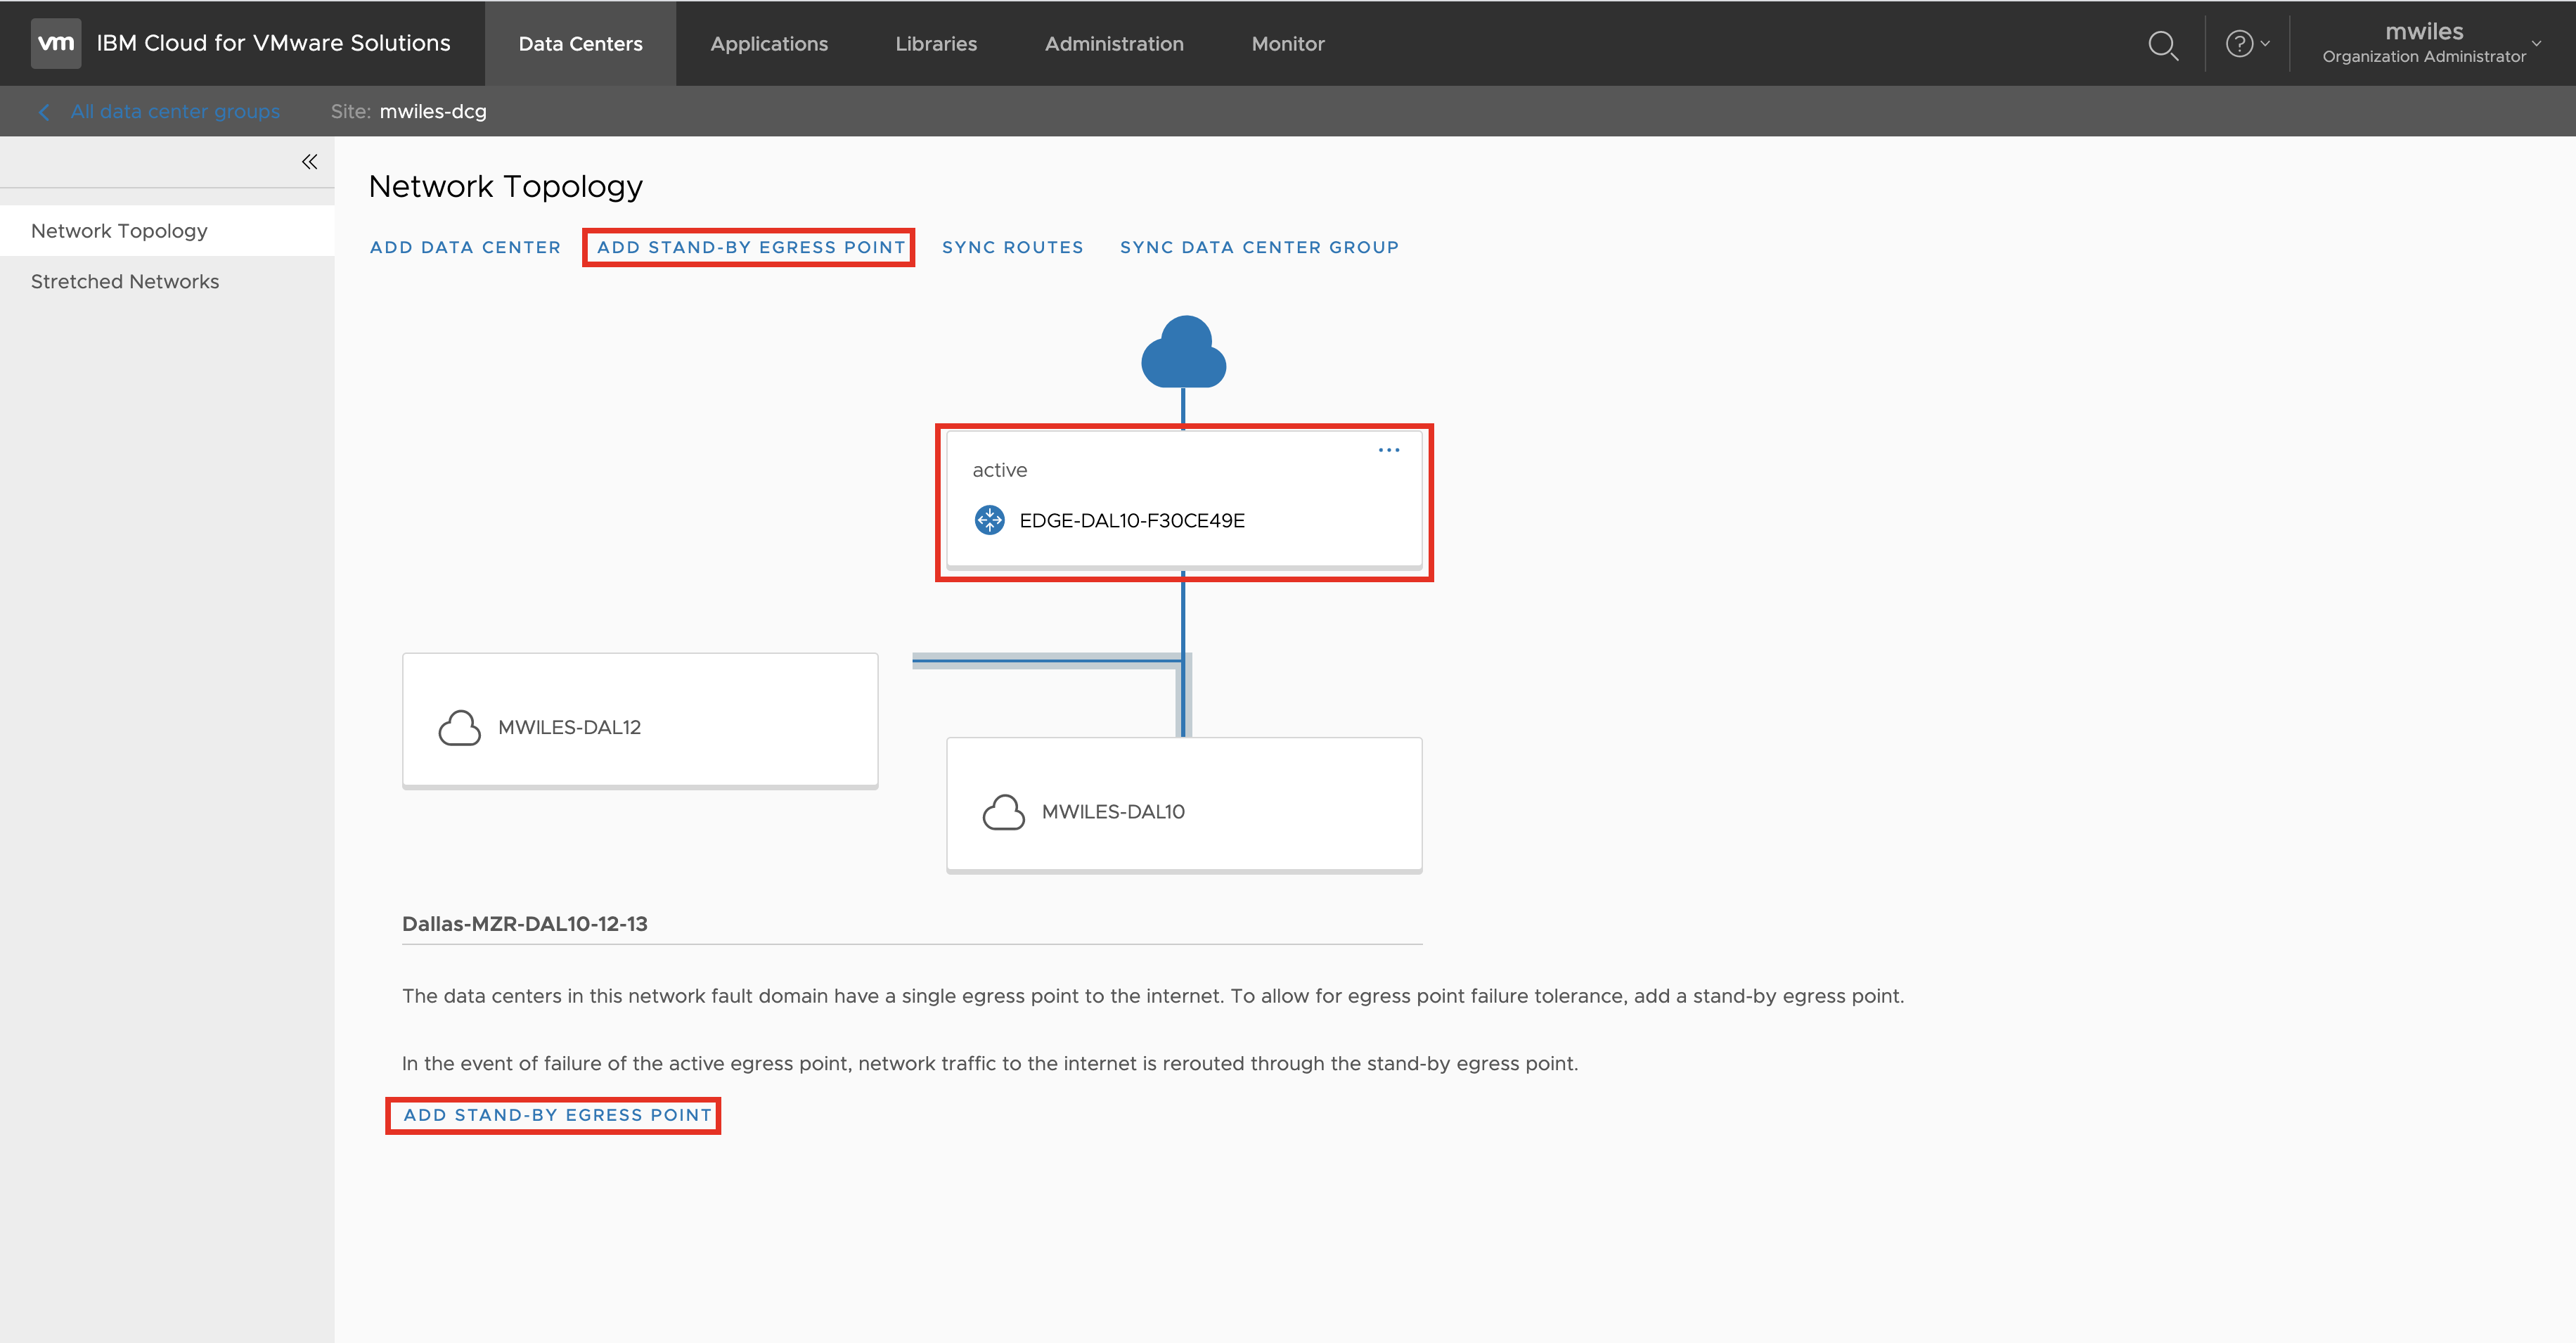 vm IBM Cloud for VMware Solutions Data Centers Applications Libraries Administration Monitor ? mwiles
Organization Administrator
All data center groups Site: mwiles-dcg
Network Topology
Stretched Networks
Network Topology
ADD DATA CENTER ADD STAND-BY EGRESS POINT SYNC ROUTES SYNC DATA CENTER GROUP
active
EDGE-DAL10-F30CE49E
MWILES-DAL12
MWILES-DAL10
Dallas-MZR-DAL10-12-13
The data centers in this network fault domain have a single egress point to the internet. To allow for egress point failure tolerance, add a stand-by egress point.
In the event of failure of the active egress point, network traffic to the internet is rerouted through the stand-by egress point.
ADD STAND-BY EGRESS POINT